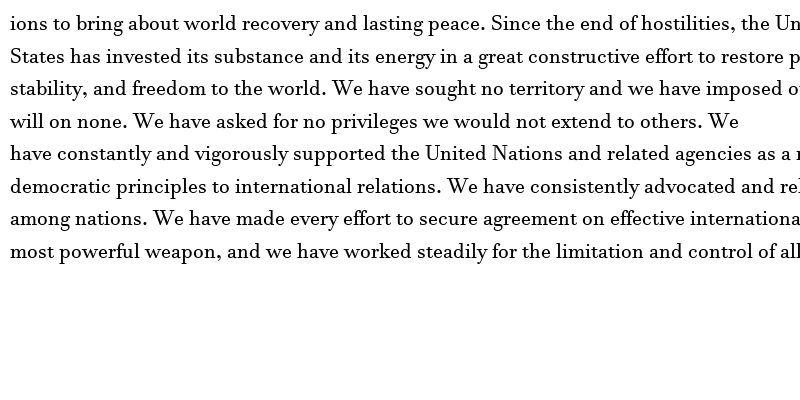 ions to bring about world recovery and lasting peace. Since the end of hostilities, the Un
States has invested its substance and its energy in a great constructive effort to restore p
stability, and freedom to the world. We have sought no territory and we have imposed o
will on none. We have asked for no privileges we would not extend to others. We
have constantly and vigorously supported the United Nations and related agencies as a
democratic principles to international relations. We have consistently advocated and rel
among nations. We have made every effort to secure agreement on effective internationa
most powerful weapon, and we have worked steadily for the limitation and control of all